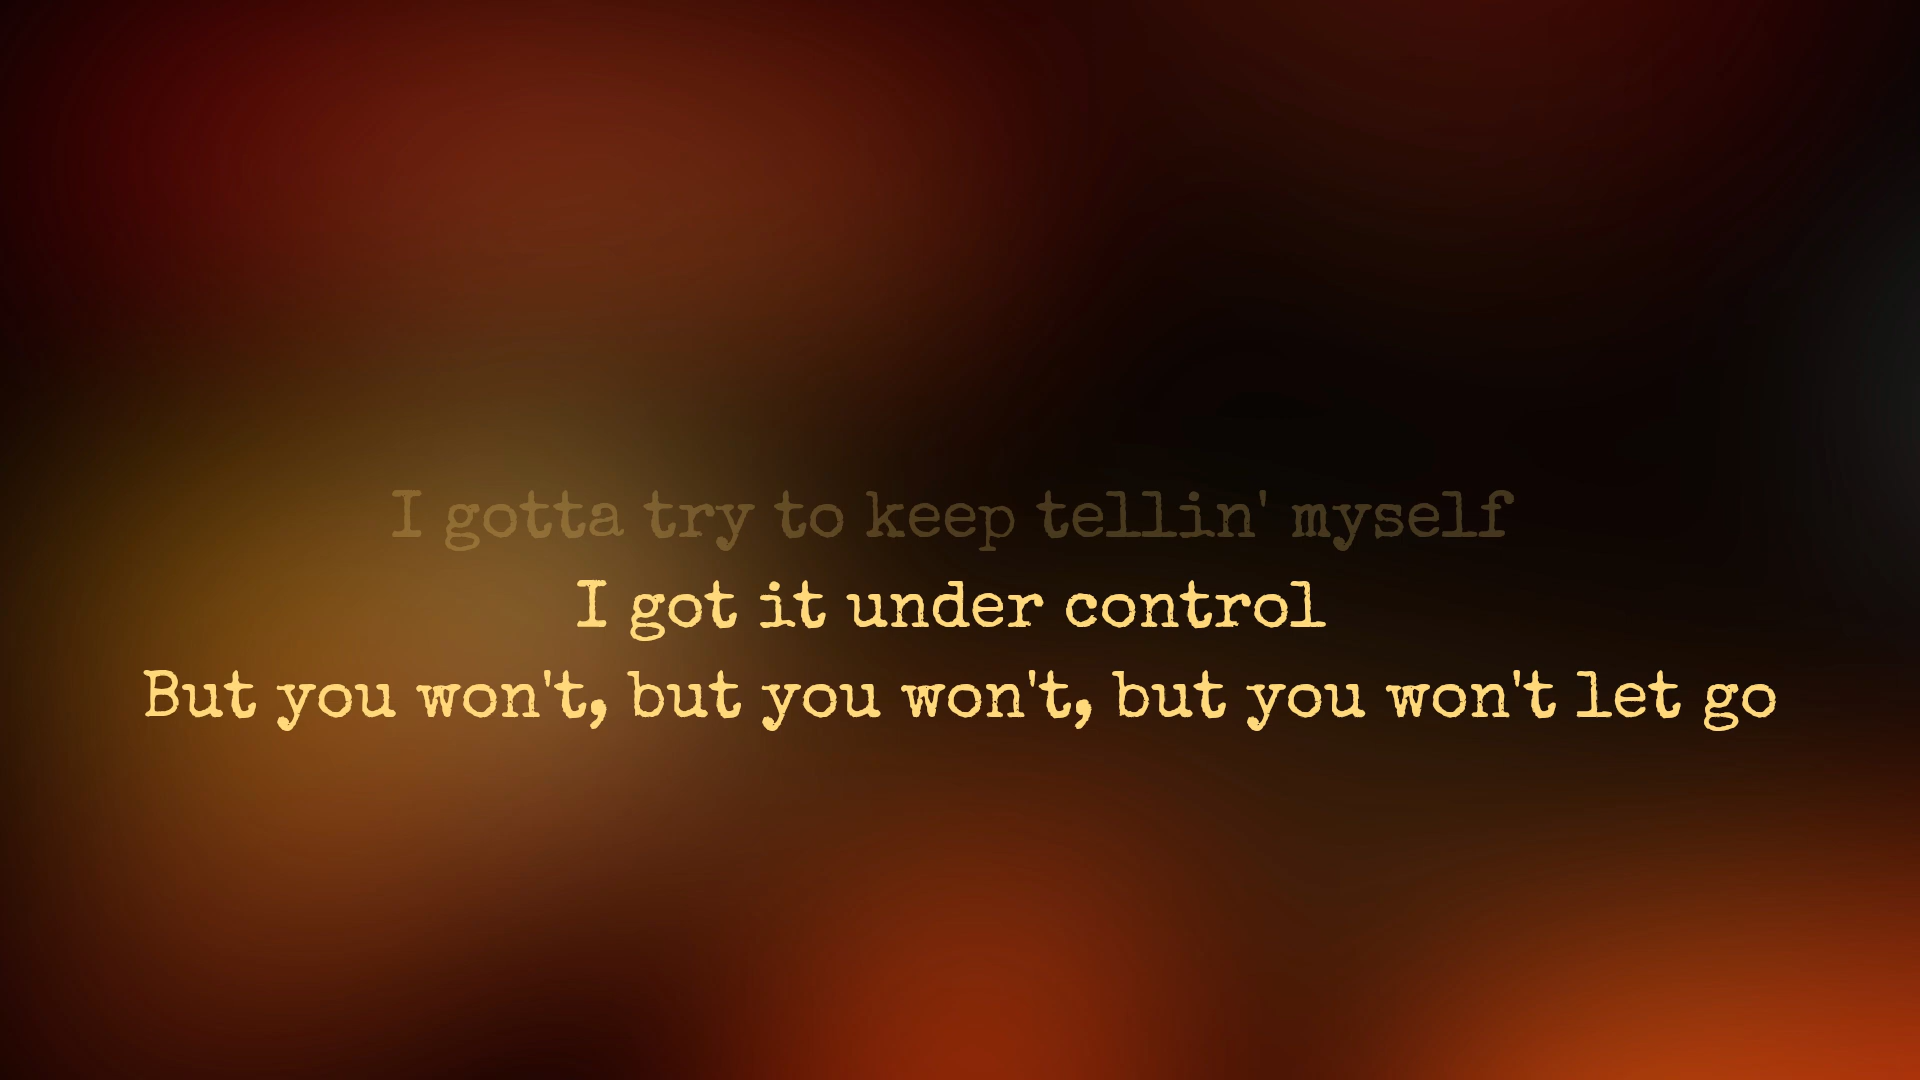 I gotta try to keep tellin' myself
I got it under control
But you won't, but you won't, but you won't let go